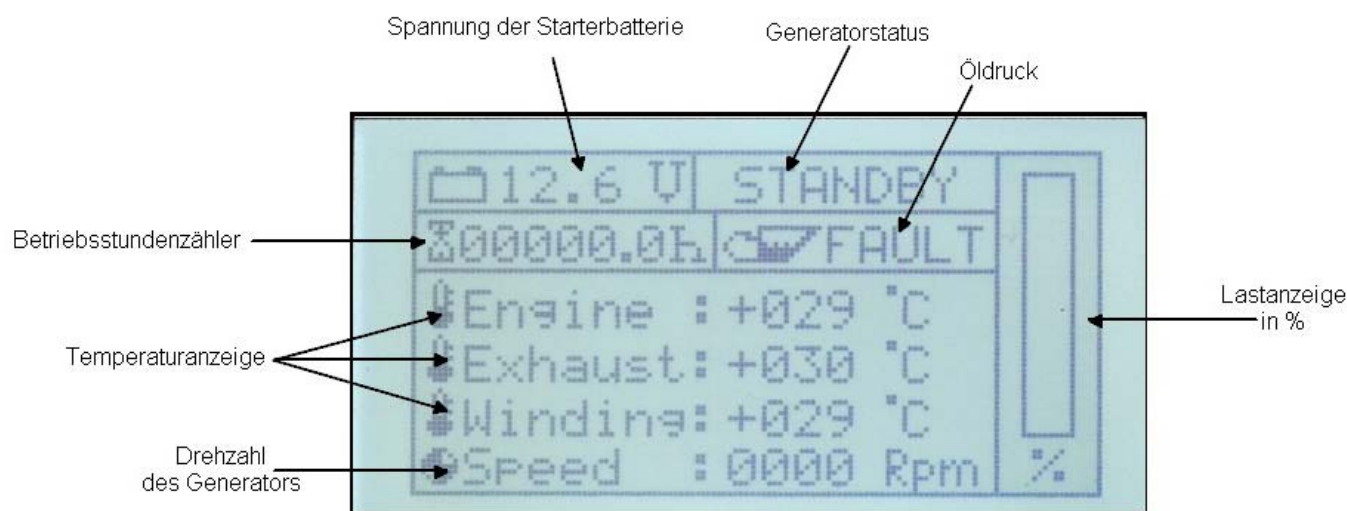 Spannung der Starterbatterie
Generatorstatus
Öldruck
12.6 V
STANDBY
Betriebsstundenzähler
00000.0h
FAULT
Engine : +029 °C
Lastanzeige
in %
Temperaturanzeige
Exhaust: +030 °C
Winding: +029 °C
Drehzahl
des Generators
Speed : 0000 Rpm
%